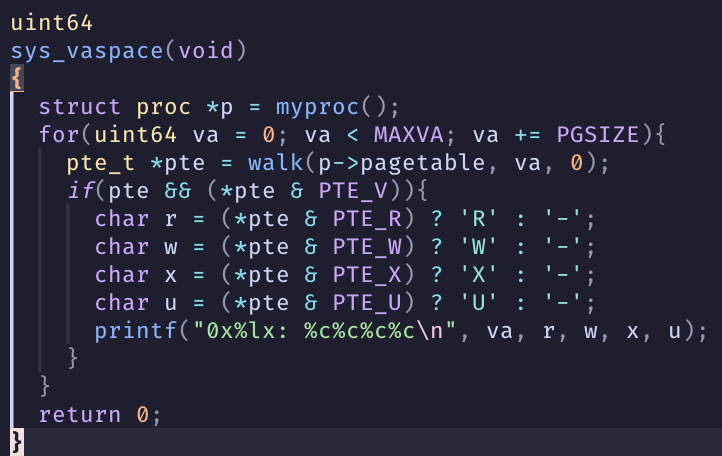 uint64
sys_vaspace(void)
{
  struct proc *p = myproc();
  for(uint64 va = 0; va < MAXVA; va += PGSIZE){
    pte_t *pte = walk(p->pagetable, va, 0);
    if(pte && (*pte & PTE_V)){
      char r = (*pte & PTE_R) ? 'R' : '-';
      char w = (*pte & PTE_W) ? 'W' : '-';
      char x = (*pte & PTE_X) ? 'X' : '-';
      char u = (*pte & PTE_U) ? 'U' : '-';
      printf("0x%lx: %c%c%c%c\n", va, r, w, x, u);
    }
  }
  return 0;
}